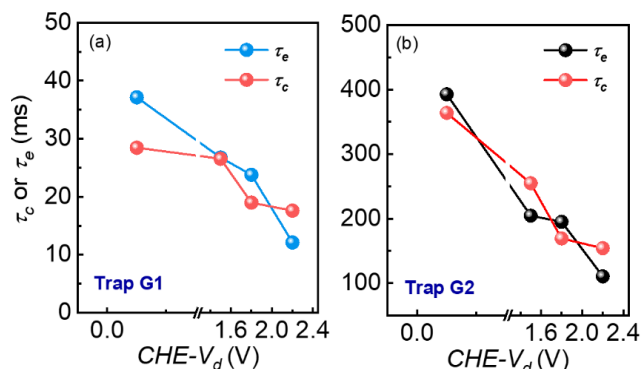 (a)
τe
τc
50
40
30
20
10
0
τc or τe (ms)
Trap G1
0.0 1.6 2.0 2.4
CHE-Vd (V)
(b)
τe
τc
500
400
300
200
100
Trap G2
0.0 1.6 2.0 2.4
CHE-Vd (V)